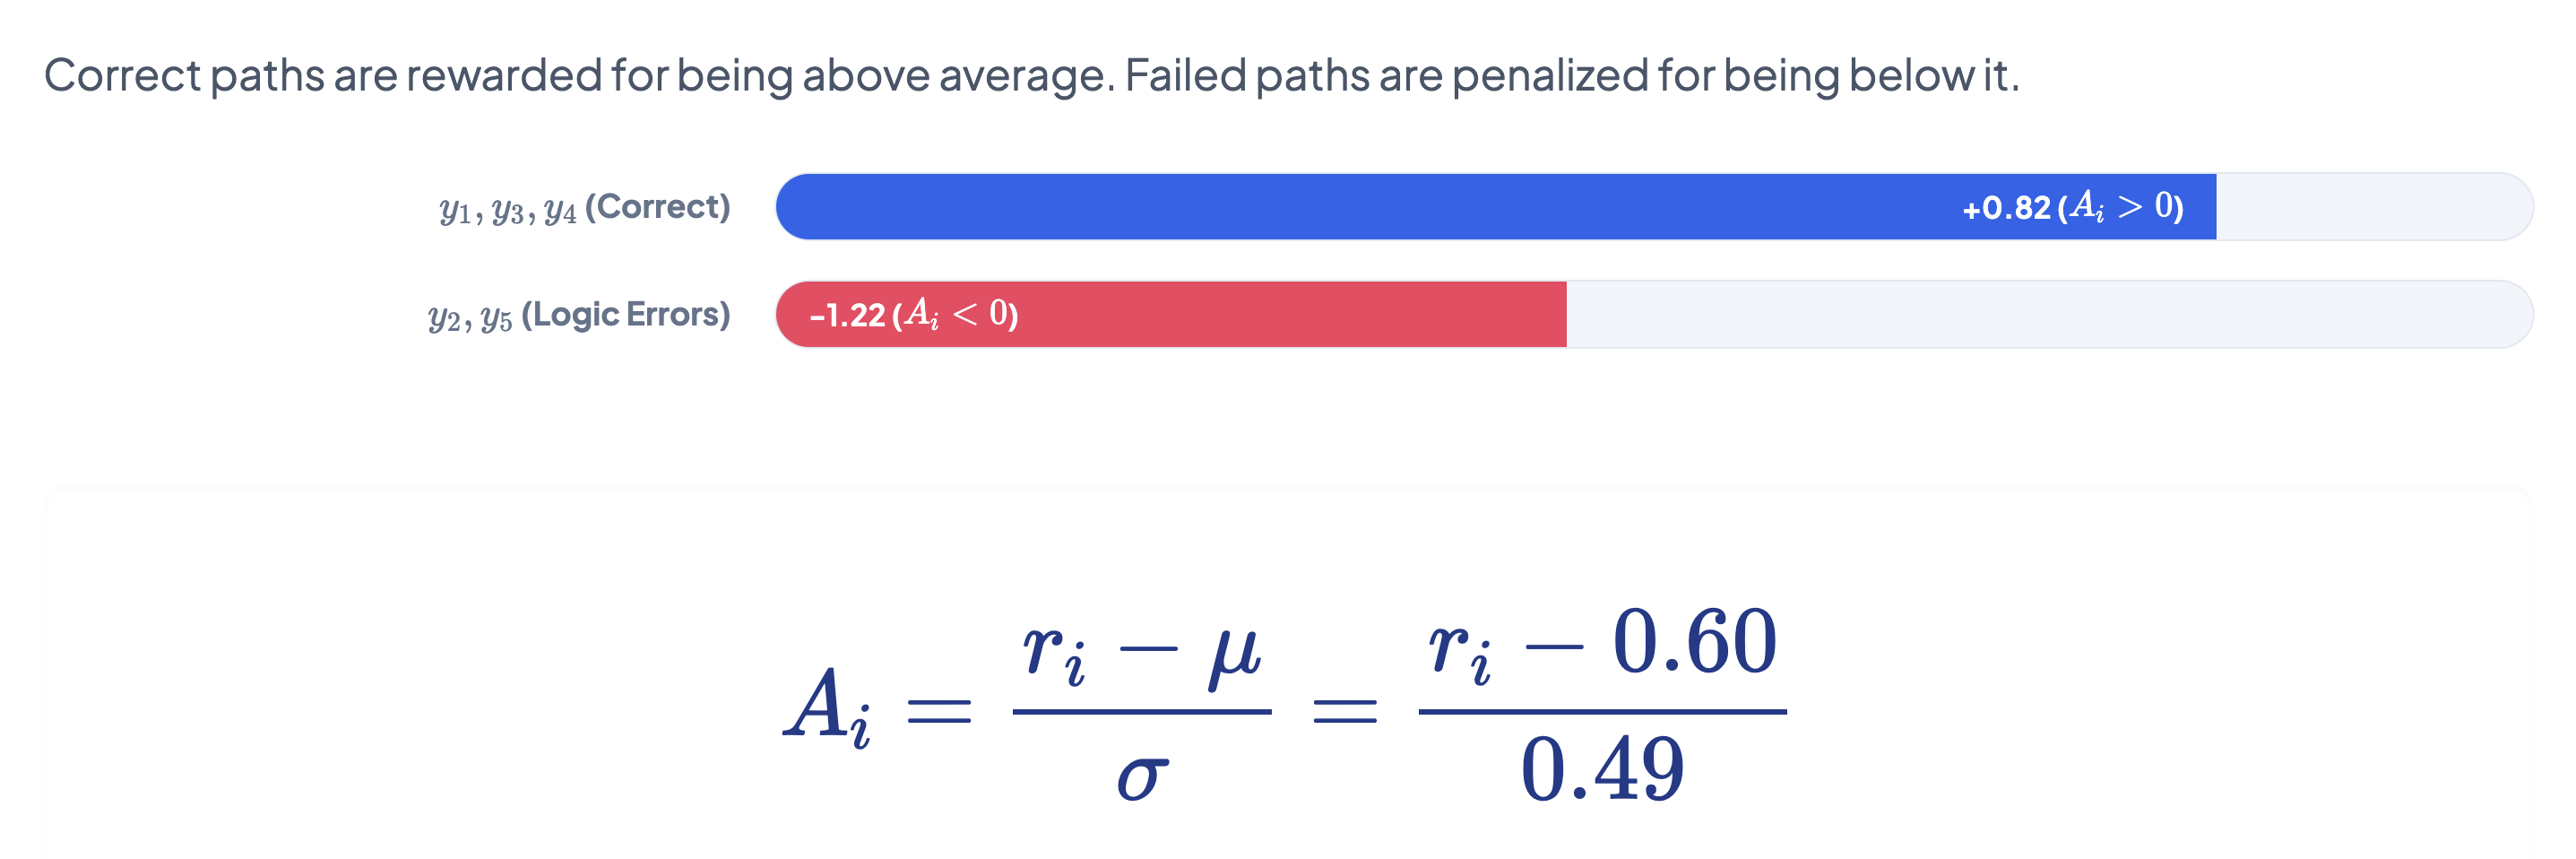 Correct paths are rewarded for being above average. Failed paths are penalized for being below it.
y₁, y₃, y₄ (Correct) +0.82 (Aᵢ > 0)
y₂, y₅ (Logic Errors) -1.22 (Aᵢ < 0)
Aᵢ = (rᵢ − μ) / σ = (rᵢ − 0.60) / 0.49